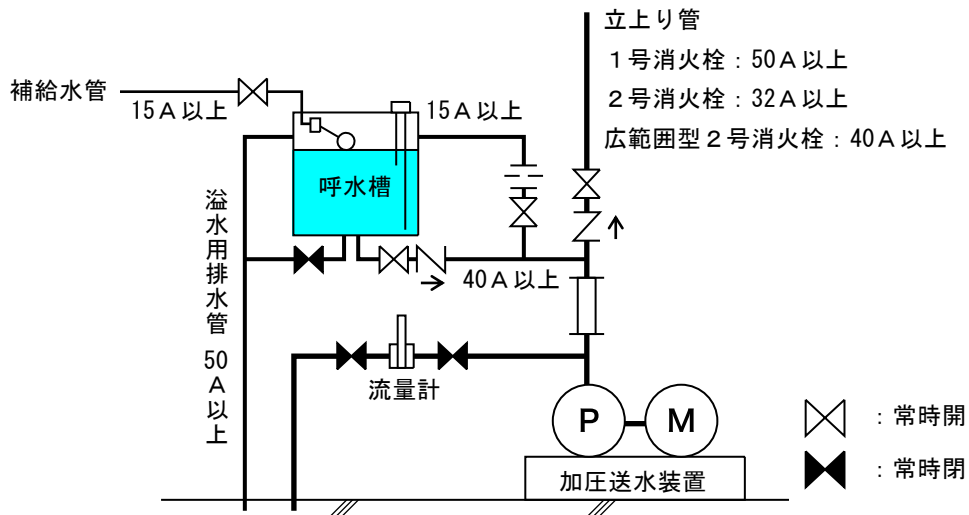 立上り管
1号消火栓：50A以上
2号消火栓：32A以上
広範囲型2号消火栓：40A以上
補給水管
15A以上
15A以上
呼水槽
溢水用排水管 50A以上
40A以上
流量計
P
M
加圧送水装置
：常時開
：常時閉